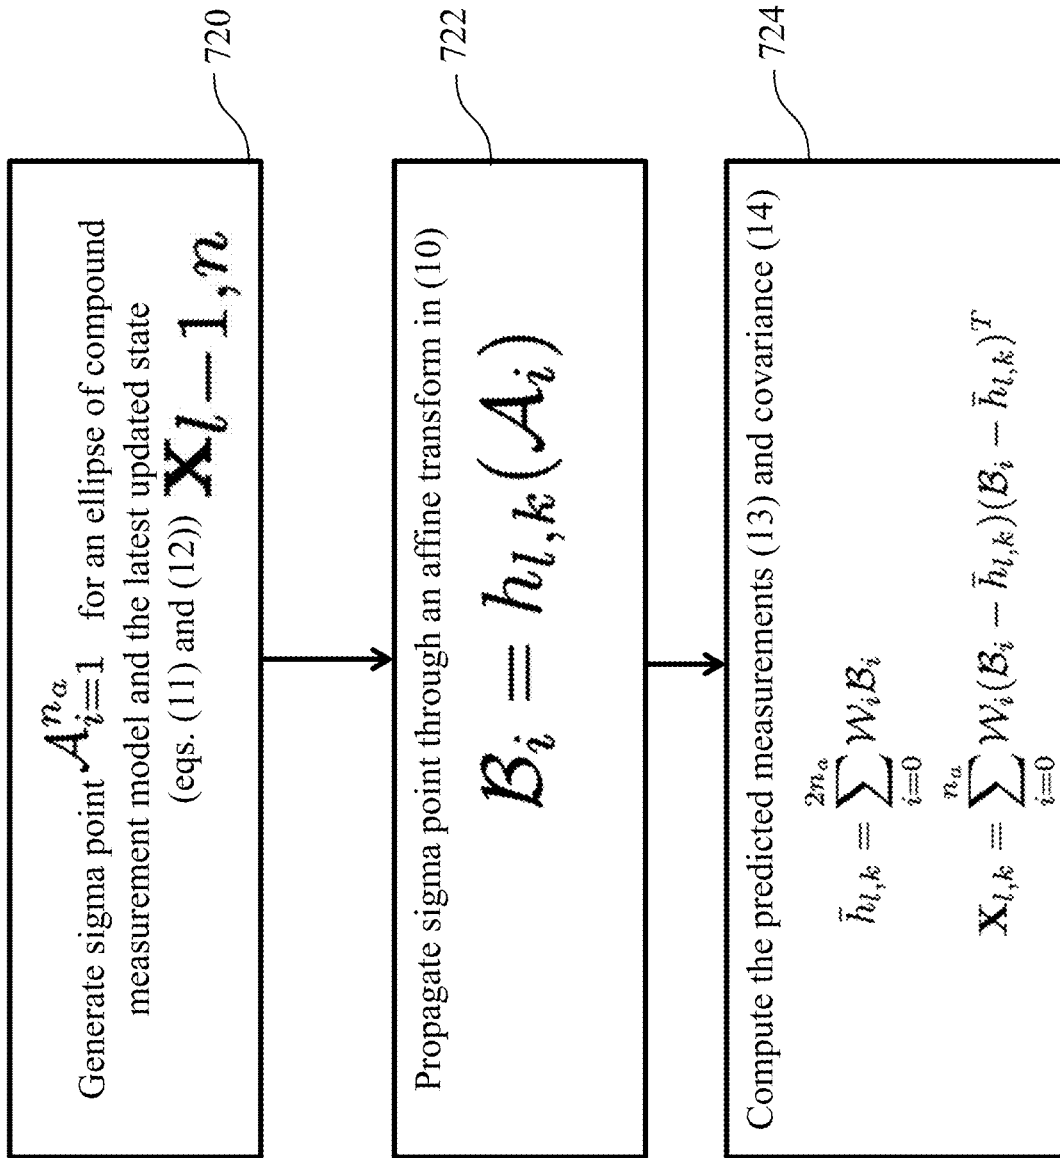 Generate sigma point $\mathcal{A}_{i=1}^{n_a}$ for an ellipse of compound
measurement model and the latest updated state
(eqs. (11) and (12)) $\mathbf{X}_{l-1,n}$
720
Propagate sigma point through an affine transform in (10)
$\mathcal{B}_i = h_{l,k}(\mathcal{A}_i)$
722
Compute the predicted measurements (13) and covariance (14)
$\bar{h}_{l,k} = \sum_{i=0}^{2n_a} \mathcal{W}_i \mathcal{B}_i$
$\mathbf{X}_{l,k} = \sum_{i=0}^{n_a} \mathcal{W}_i (\mathcal{B}_i - \bar{h}_{l,k})(\mathcal{B}_i - \bar{h}_{l,k})^T$
724